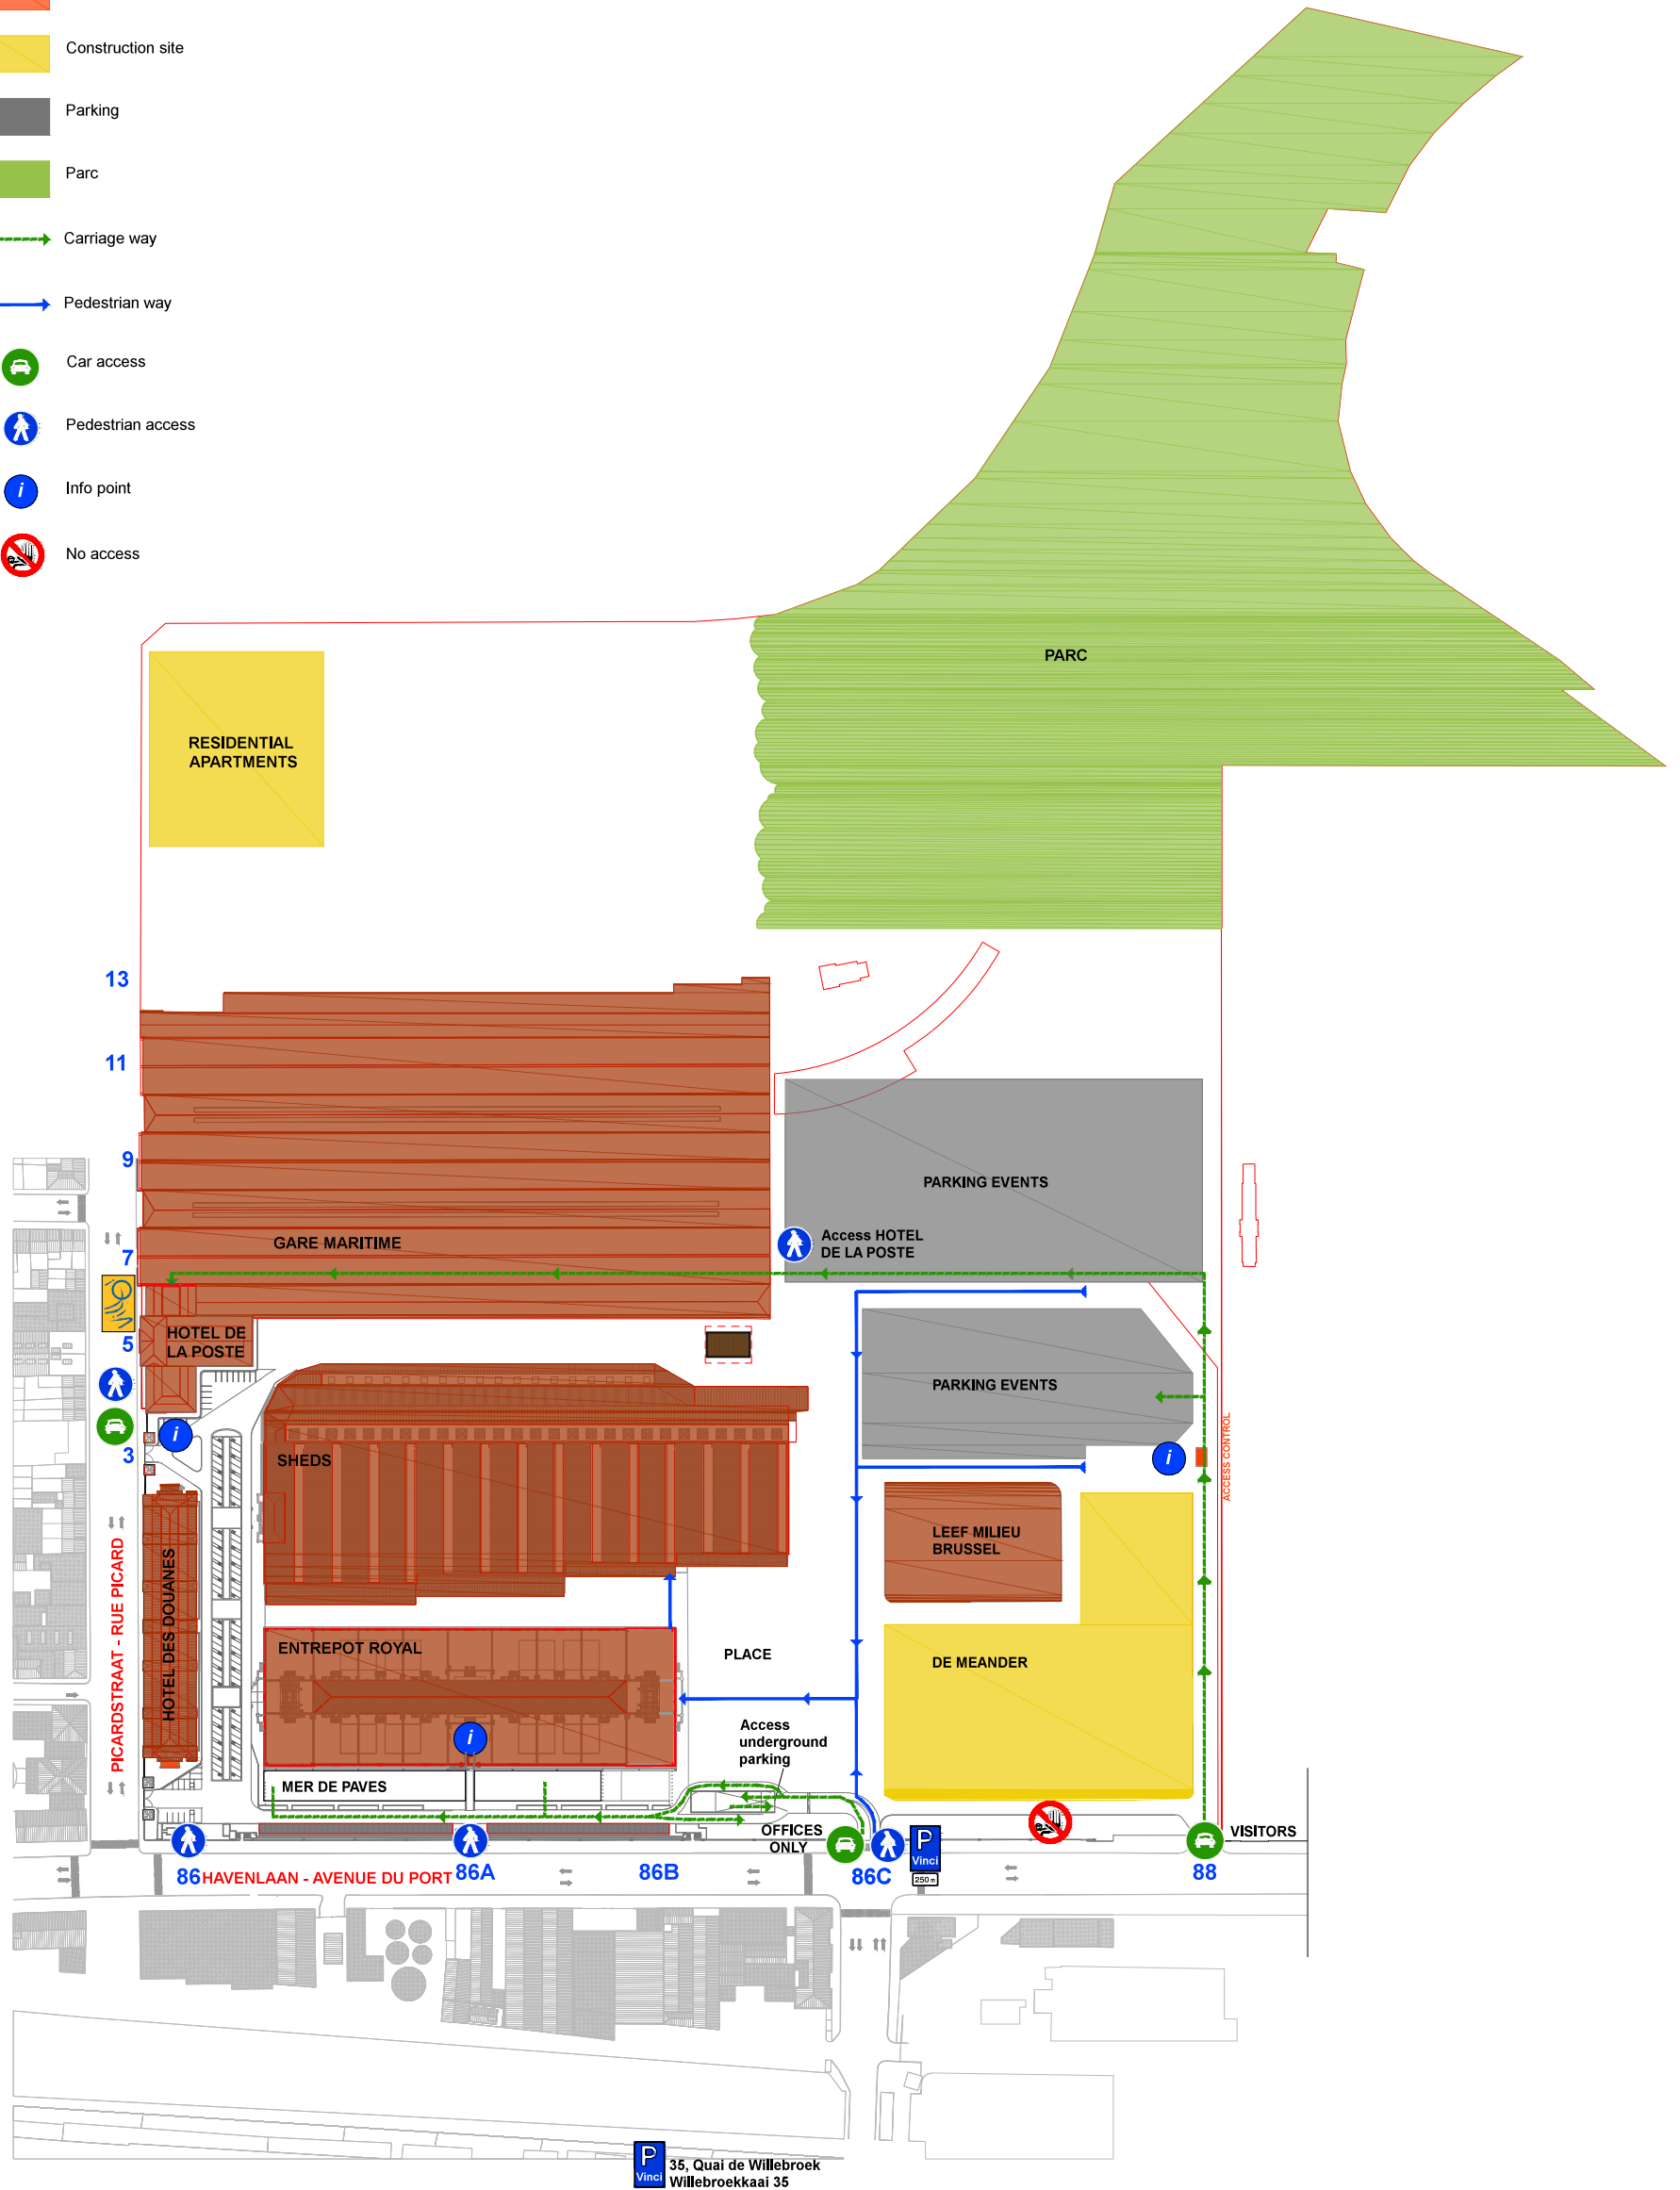 Construction site
Parking
Parc
Carriage way
Pedestrian way
Car access
Pedestrian access
i
Info point
No access
PARC
RESIDENTIAL
APARTMENTS
13
11
9
PARKING EVENTS
Access HOTEL
DE LA POSTE
GARE MARITIME
7
HOTEL DE
LA POSTE
5
PARKING EVENTS
i
3
SHEDS
i
ACCESS CONTROL
LEEF MILIEU
BRUSSEL
PICARDSTRAAT - RUE PICARD
HOTEL DES DOUANES
ENTREPOT ROYAL
PLACE
DE MEANDER
i
Access
underground
parking
MER DE PAVES
OFFICES
ONLY
P
Vinci
250 m
VISITORS
86
HAVENLAAN - AVENUE DU PORT
86A
86B
86C
88
P
Vinci
35, Quai de Willebroek
Willebroekkaai 35